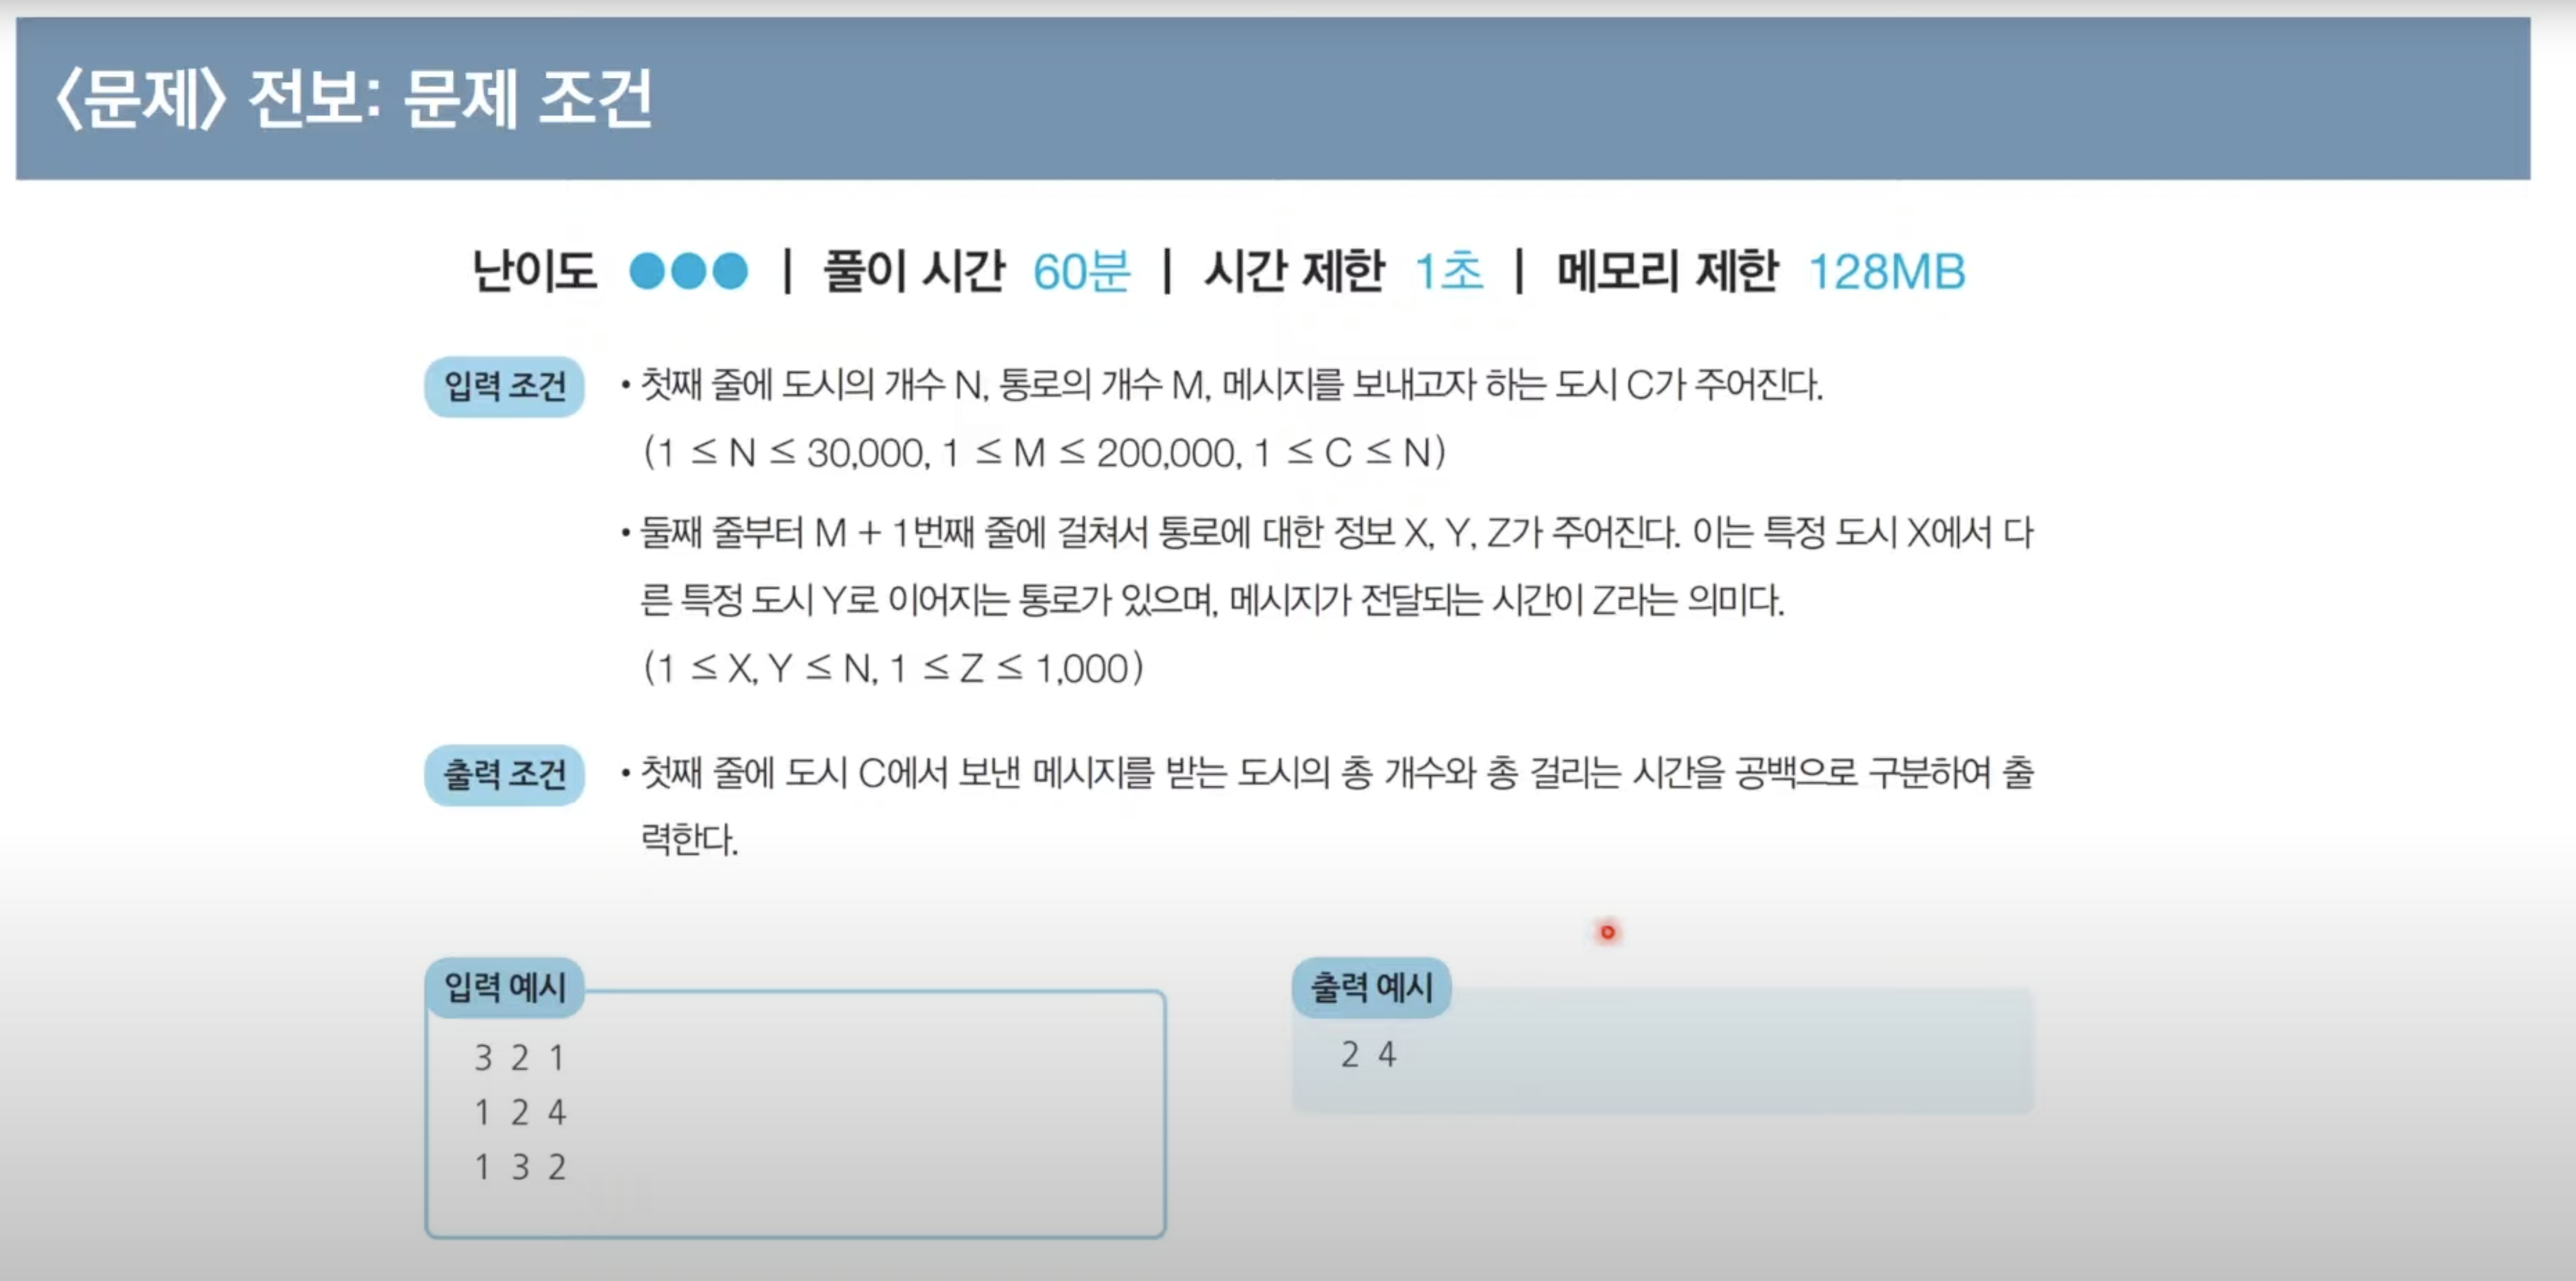 〈문제〉 전보: 문제 조건
난이도 ●●● | 풀이 시간 60분 | 시간 제한 1초 | 메모리 제한 128MB
입력 조건 • 첫째 줄에 도시의 개수 N, 통로의 개수 M, 메시지를 보내고자 하는 도시 C가 주어진다.
(1 ≤ N ≤ 30,000, 1 ≤ M ≤ 200,000, 1 ≤ C ≤ N)
• 둘째 줄부터 M + 1번째 줄에 걸쳐서 통로에 대한 정보 X, Y, Z가 주어진다. 이는 특정 도시 X에서 다
른 특정 도시 Y로 이어지는 통로가 있으며, 메시지가 전달되는 시간이 Z라는 의미다.
(1 ≤ X, Y ≤ N, 1 ≤ Z ≤ 1,000)
출력 조건 • 첫째 줄에 도시 C에서 보낸 메시지를 받는 도시의 총 개수와 총 걸리는 시간을 공백으로 구분하여 출
력한다.
입력 예시
3 2 1
1 2 4
1 3 2
출력 예시
2 4